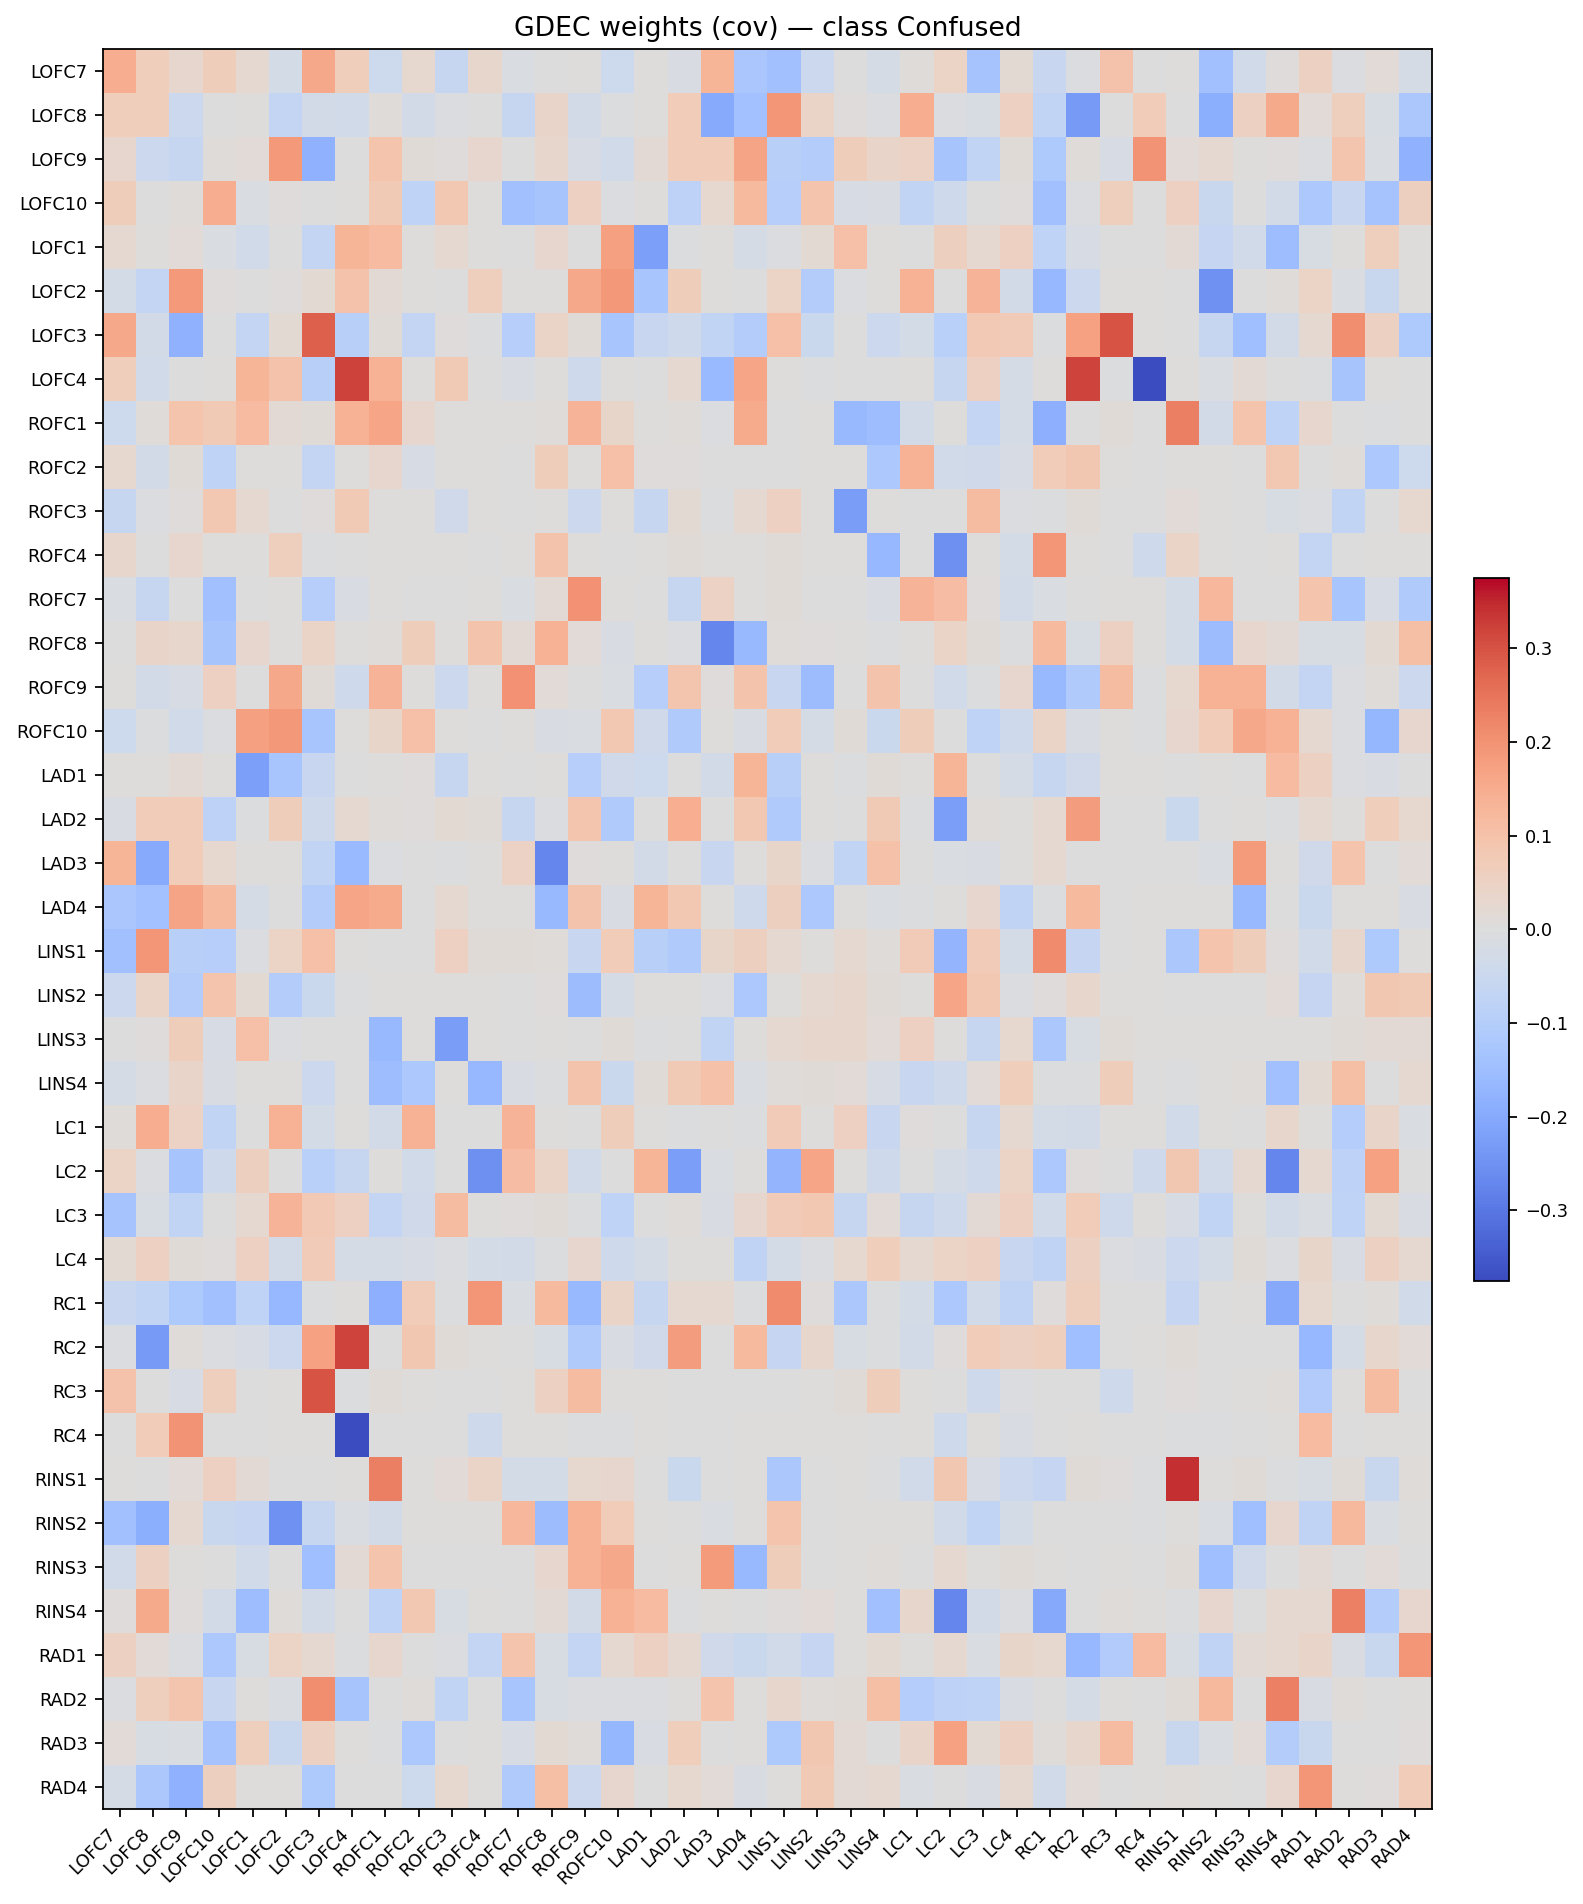 GDEC weights (cov) — class Confused
LOFC7
LOFC8
LOFC9
LOFC10
LOFC1
LOFC2
LOFC3
LOFC4
ROFC1
ROFC2
ROFC3
ROFC4
ROFC7
ROFC8
ROFC9
ROFC10
LAD1
LAD2
LAD3
LAD4
LINS1
LINS2
LINS3
LINS4
LC1
LC2
LC3
LC4
RC1
RC2
RC3
RC4
RINS1
RINS2
RINS3
RINS4
RAD1
RAD2
RAD3
RAD4
0.3
0.2
0.1
0.0
−0.1
−0.2
−0.3
LOFC7 LOFC8 LOFC9 LOFC10 LOFC1 LOFC2 LOFC3 LOFC4 ROFC1 ROFC2 ROFC3 ROFC4 ROFC7 ROFC8 ROFC9 ROFC10 LAD1 LAD2 LAD3 LAD4 LINS1 LINS2 LINS3 LINS4 LC1 LC2 LC3 LC4 RC1 RC2 RC3 RC4 RINS1 RINS2 RINS3 RINS4 RAD1 RAD2 RAD3 RAD4